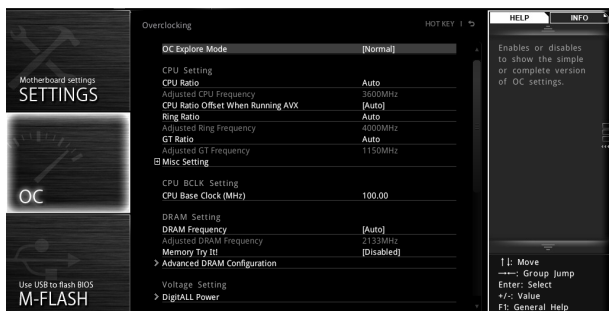 Overclocking
HOT KEY |
HELP
INFO
OC Explore Mode [Normal]
CPU Setting
CPU Ratio Auto
Adjusted CPU Frequency 3600MHz
CPU Ratio Offset When Running AVX [Auto]
Ring Ratio Auto
Adjusted Ring Frequency 4000MHz
GT Ratio Auto
Adjusted GT Frequency 1150MHz
Misc Setting
CPU BCLK Setting
CPU Base Clock (MHz) 100.00
DRAM Setting
DRAM Frequency [Auto]
Adjusted DRAM Frequency 2133MHz
Memory Try It! [Disabled]
> Advanced DRAM Configuration
Voltage Setting
> DigitALL Power
Motherboard settings
SETTINGS
OC
Use USB to flash BIOS
M-FLASH
Enables or disables
to show the simple
or complete version
of OC settings.
↑↓: Move
→←: Group Jump
Enter: Select
+/-: Value
F1: General Help